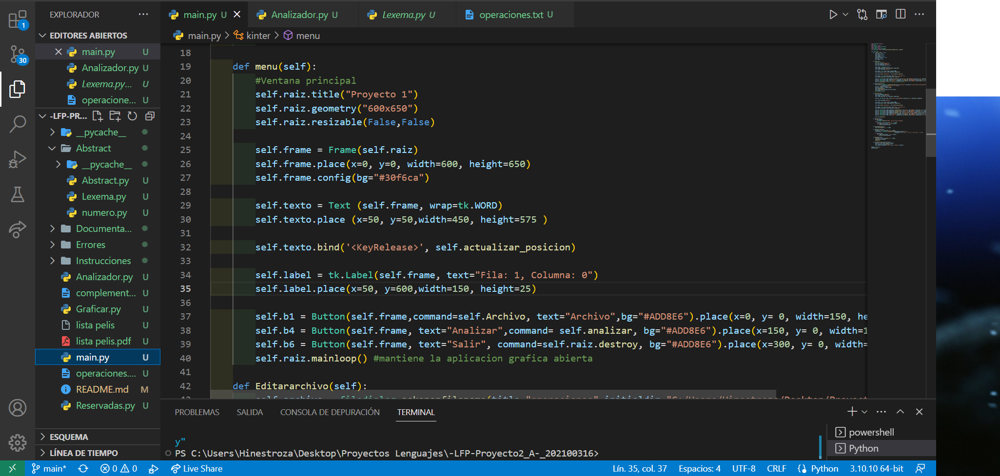 EXPLORADOR
EDITORES ABIERTOS
main.py U
Analizador.py U
Lexema.py... U
operacione... U
-LFP-PR...
__pycache__
Abstract
__pycache__
Abstract.py U
Lexema.py U
numero.py U
Documenta...
Errores
Instrucciones
Analizador.py U
complement... U
Graficar.py U
lista pelis U
lista pelis.pdf U
main.py U
operaciones.... U
README.md M
Reservadas.py U
ESQUEMA
LÍNEA DE TIEMPO
1
30
main.py U
Analizador.py U
Lexema.py U
operaciones.txt U
main.py > kinter > menu
18
19 def menu(self):
20 #Ventana principal
21 self.raiz.title("Proyecto 1")
22 self.raiz.geometry("600x650")
23 self.raiz.resizable(False,False)
24
25 self.frame = Frame(self.raiz)
26 self.frame.place(x=0, y=0, width=600, height=650)
27 self.frame.config(bg="#30f6ca")
28
29 self.texto = Text (self.frame, wrap=tk.WORD)
30 self.texto.place (x=50, y=50,width=450, height=575 )
31
32 self.texto.bind('<KeyRelease>', self.actualizar_posicion)
33
34 self.label = tk.Label(self.frame, text="Fila: 1, Columna: 0")
35 self.label.place(x=50, y=600,width=150, height=25)
36
37 self.b1 = Button(self.frame,command=self.Archivo, text="Archivo",bg="#ADD8E6").place(x=0, y= 0, width=150, he
38 self.b4 = Button(self.frame, text="Analizar",command= self.analizar, bg="#ADD8E6").place(x=150, y= 0, width=1
39 self.b6 = Button(self.frame, text="Salir", command=self.raiz.destroy, bg="#ADD8E6").place(x=300, y= 0, width=
40 self.raiz.mainloop() #mantiene la aplicacion grafica abierta
41
42 def Editararchivo(self):
PROBLEMAS SALIDA CONSOLA DE DEPURACIÓN TERMINAL
y"
PS C:\Users\Hinestroza\Desktop\Proyectos Lenguajes\-LFP-Proyecto2_A-_202100316>
powershell
Python
main* 0 0 Live Share Lín. 35, col. 37 Espacios: 4 UTF-8 CRLF Python 3.10.10 64-bit